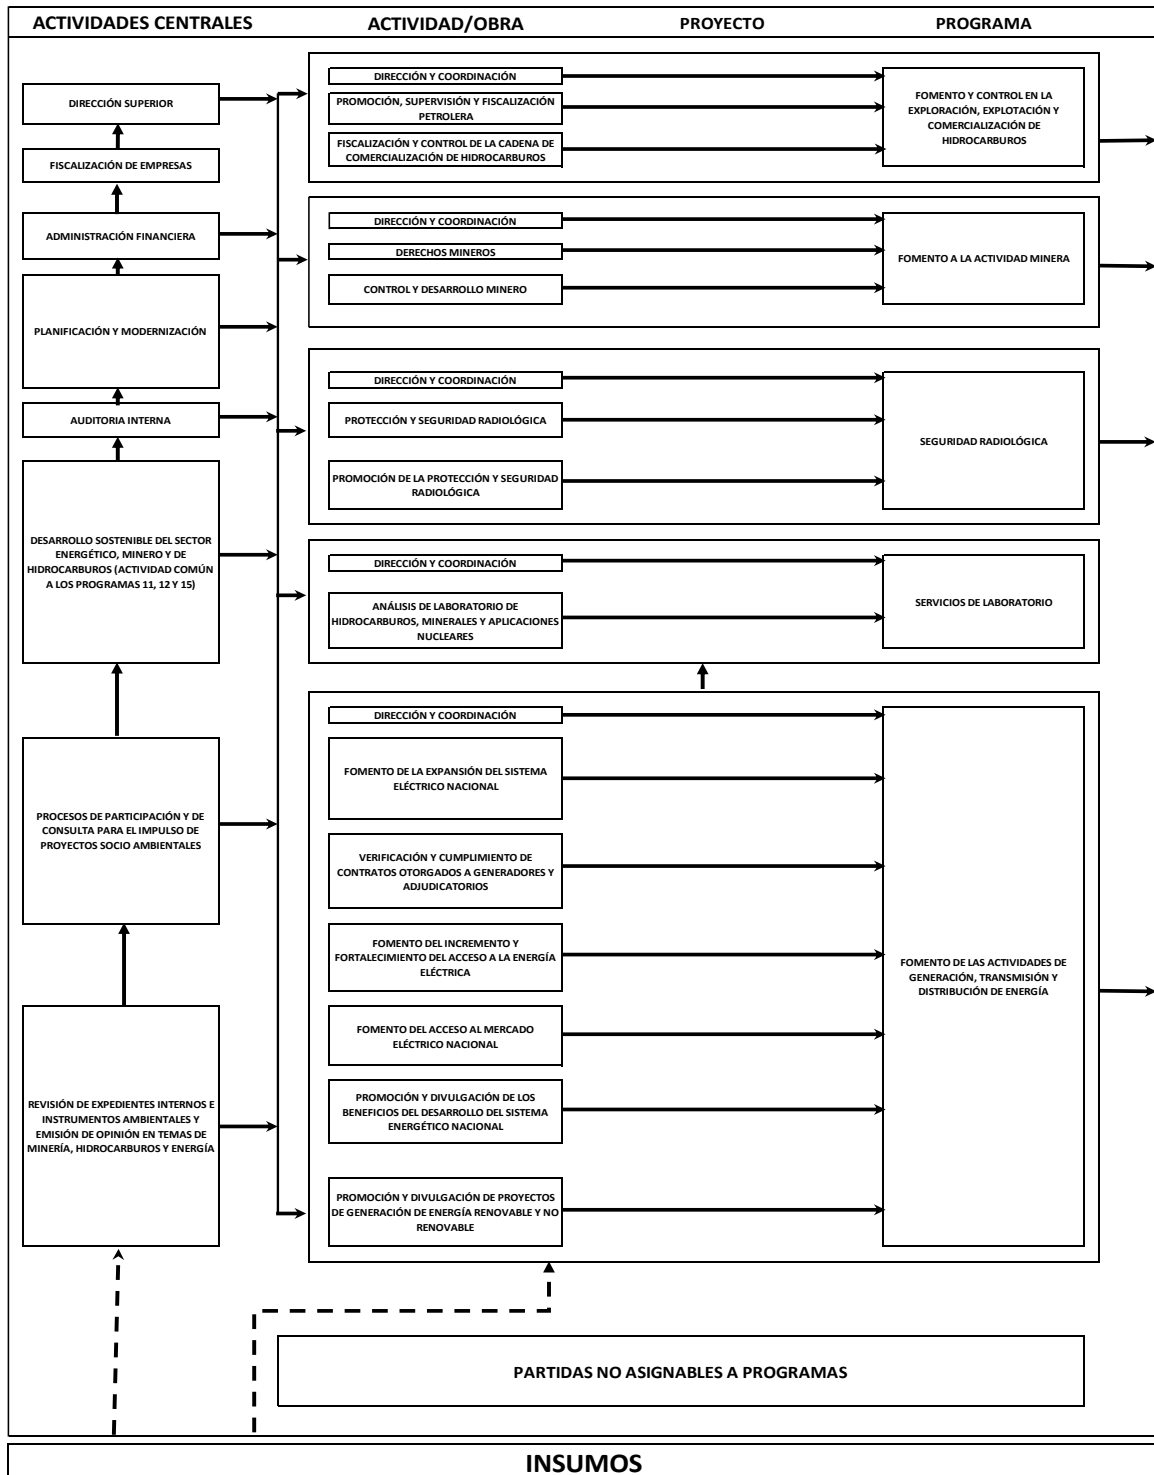 ACTIVIDADES CENTRALES
ACTIVIDAD/OBRA
PROYECTO
PROGRAMA
DIRECCIÓN SUPERIOR
FISCALIZACIÓN DE EMPRESAS
ADMINISTRACIÓN FINANCIERA
PLANIFICACIÓN Y MODERNIZACIÓN
AUDITORIA INTERNA
DESARROLLO SOSTENIBLE DEL SECTOR
ENERGÉTICO, MINERO Y DE
HIDROCARBUROS (ACTIVIDAD COMÚN
A LOS PROGRAMAS 11, 12 Y 15)
PROCESOS DE PARTICIPACIÓN Y DE
CONSULTA PARA EL IMPULSO DE
PROYECTOS SOCIO AMBIENTALES
REVISIÓN DE EXPEDIENTES INTERNOS E
INSTRUMENTOS AMBIENTALES Y
EMISIÓN DE OPINIÓN EN TEMAS DE
MINERÍA, HIDROCARBUROS Y ENERGÍA
DIRECCIÓN Y COORDINACIÓN
PROMOCIÓN, SUPERVISIÓN Y FISCALIZACIÓN
PETROLERA
FISCALIZACIÓN Y CONTROL DE LA CADENA DE
COMERCIALIZACIÓN DE HIDROCARBUROS
FOMENTO Y CONTROL EN LA
EXPLORACIÓN, EXPLOTACIÓN Y
COMERCIALIZACIÓN DE
HIDROCARBUROS
DIRECCIÓN Y COORDINACIÓN
DERECHOS MINEROS
CONTROL Y DESARROLLO MINERO
FOMENTO A LA ACTIVIDAD MINERA
DIRECCIÓN Y COORDINACIÓN
PROTECCIÓN Y SEGURIDAD RADIOLÓGICA
PROMOCIÓN DE LA PROTECCIÓN Y SEGURIDAD
RADIOLÓGICA
SEGURIDAD RADIOLÓGICA
DIRECCIÓN Y COORDINACIÓN
ANÁLISIS DE LABORATORIO DE
HIDROCARBUROS, MINERALES Y APLICACIONES
NUCLEARES
SERVICIOS DE LABORATORIO
DIRECCIÓN Y COORDINACIÓN
FOMENTO DE LA EXPANSIÓN DEL SISTEMA
ELÉCTRICO NACIONAL
VERIFICACIÓN Y CUMPLIMIENTO DE
CONTRATOS OTORGADOS A GENERADORES Y
ADJUDICATORIOS
FOMENTO DEL INCREMENTO Y
FORTALECIMIENTO DEL ACCESO A LA ENERGÍA
ELÉCTRICA
FOMENTO DEL ACCESO AL MERCADO
ELÉCTRICO NACIONAL
PROMOCIÓN Y DIVULGACIÓN DE LOS
BENEFICIOS DEL DESARROLLO DEL SISTEMA
ENERGÉTICO NACIONAL
PROMOCIÓN Y DIVULGACIÓN DE PROYECTOS
DE GENERACIÓN DE ENERGÍA RENOVABLE Y NO
RENOVABLE
FOMENTO DE LAS ACTIVIDADES DE
GENERACIÓN, TRANSMISIÓN Y
DISTRIBUCIÓN DE ENERGÍA
PARTIDAS NO ASIGNABLES A PROGRAMAS
INSUMOS